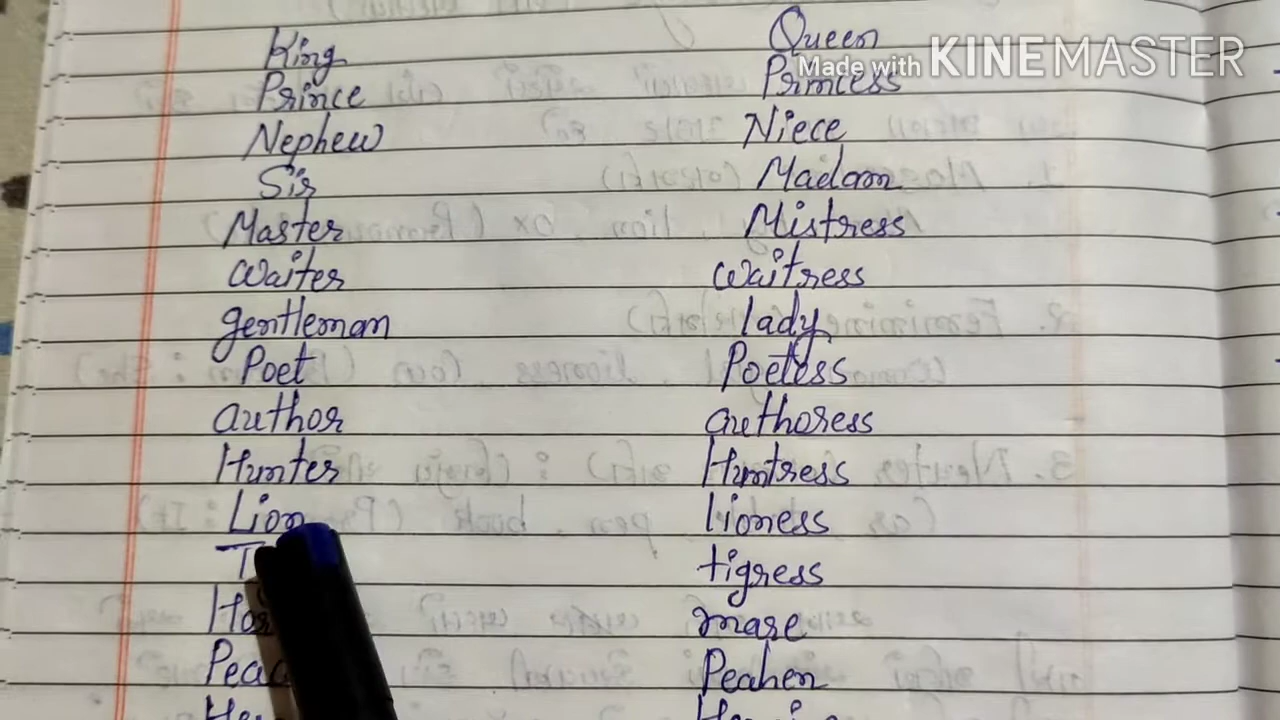 King Queen
Made with KINEMASTER
Prince Princess
Nephew Niece
Sir Madam
Master Mistress
Waiter Waitress
gentleman lady
Poet Poetess
author authoress
Hunter Huntress
Lion lioness
tigress
mare
Peahen